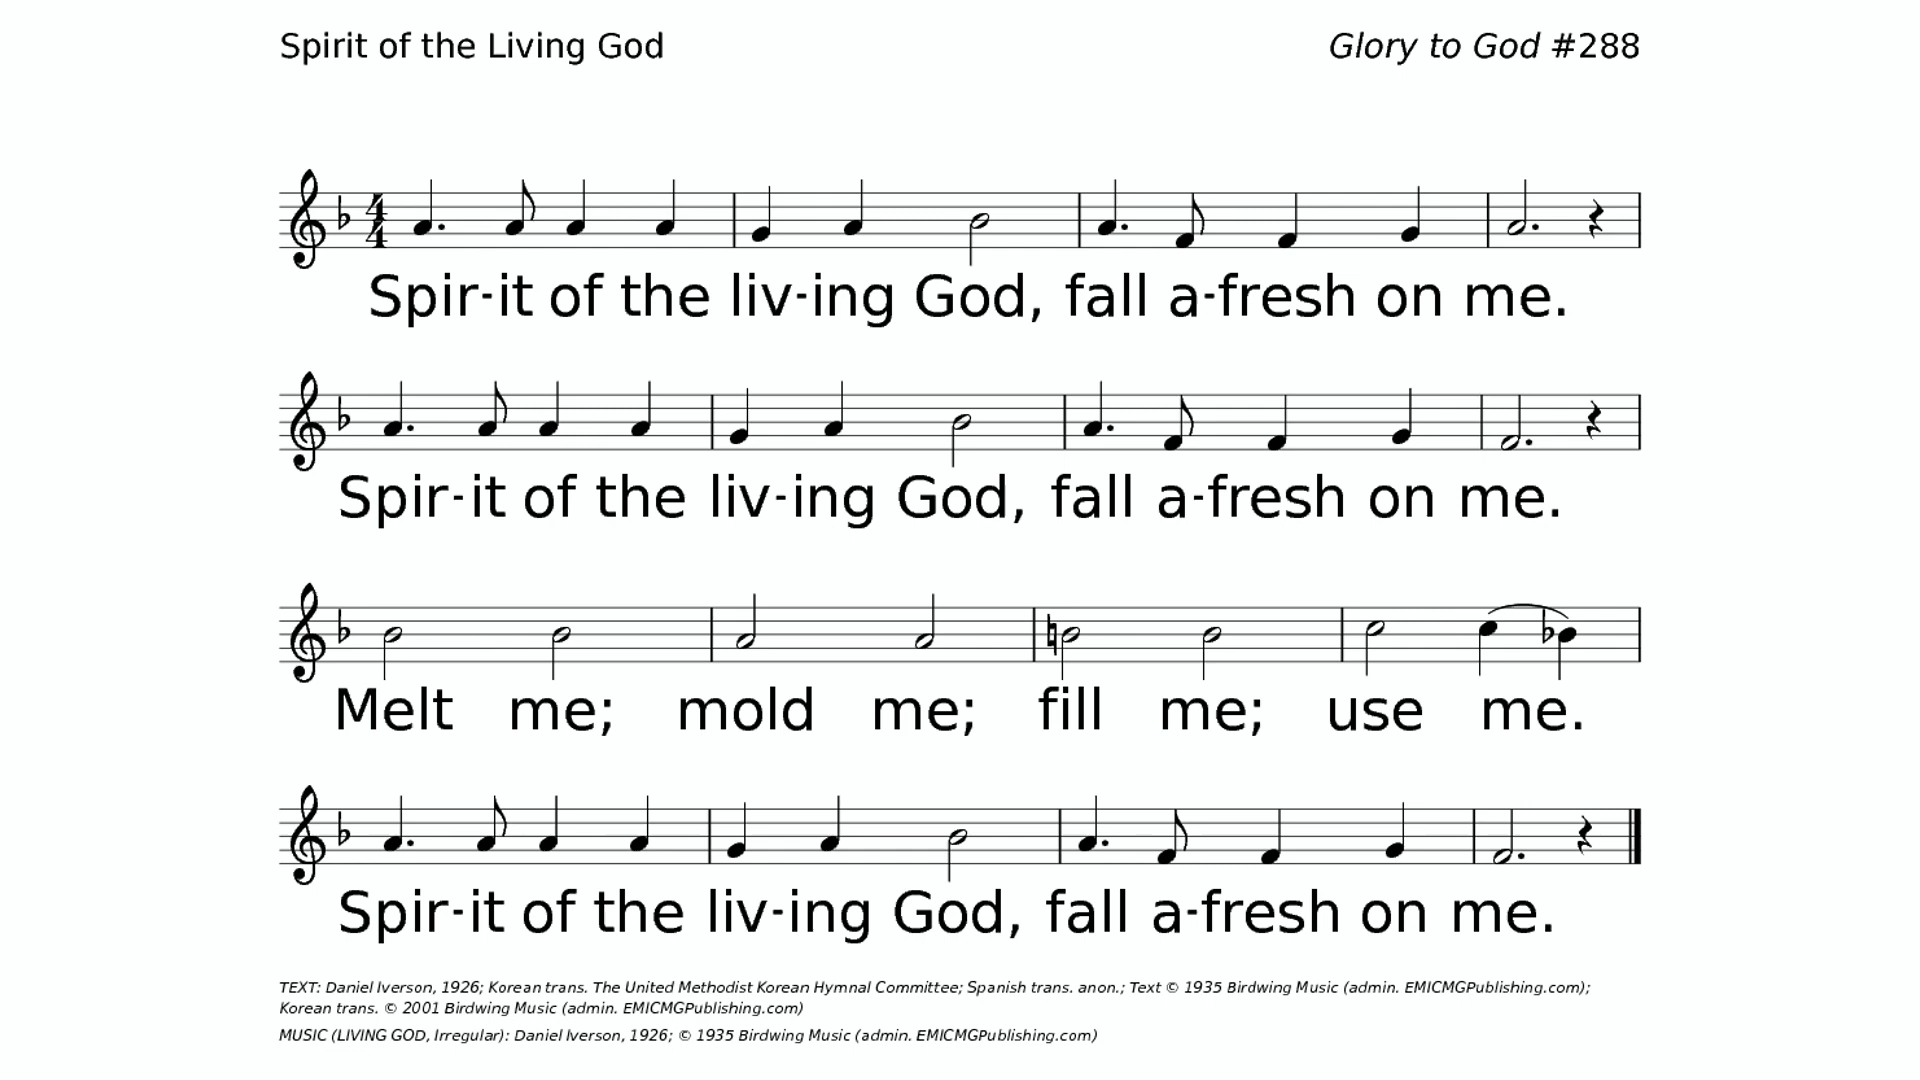 Spirit of the Living God
Glory to God #288
4
4
Spir-it of the liv-ing God, fall a-fresh on me.
Spir-it of the liv-ing God, fall a-fresh on me.
Melt me; mold me; fill me; use me.
Spir-it of the liv-ing God, fall a-fresh on me.
TEXT: Daniel Iverson, 1926; Korean trans. The United Methodist Korean Hymnal Committee; Spanish trans. anon.; Text © 1935 Birdwing Music (admin. EMICMGPublishing.com);
Korean trans. © 2001 Birdwing Music (admin. EMICMGPublishing.com)
MUSIC (LIVING GOD, Irregular): Daniel Iverson, 1926; © 1935 Birdwing Music (admin. EMICMGPublishing.com)